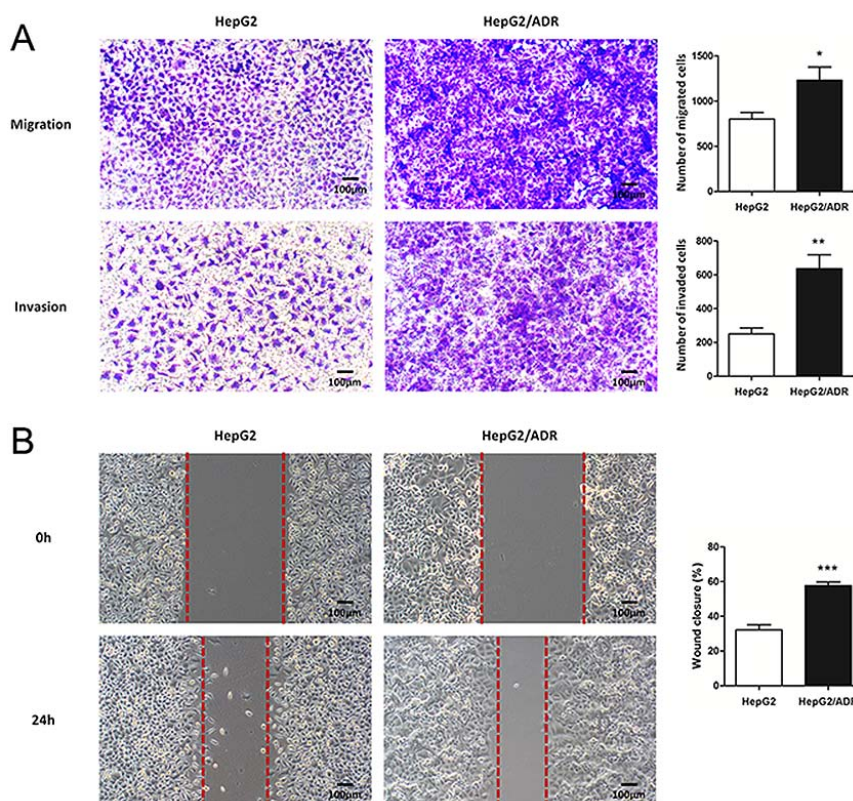 A
HepG2
HepG2/ADR
Migration
100μm
100μm
Number of migrated cells
1500
1000
500
0
*
HepG2
HepG2/ADR
Invasion
100μm
100μm
Number of invaded cells
800
600
400
200
0
**
HepG2
HepG2/ADR
B
HepG2
HepG2/ADR
0h
100μm
100μm
24h
100μm
100μm
Wound closure (%)
80
60
40
20
0
***
HepG2
HepG2/ADR